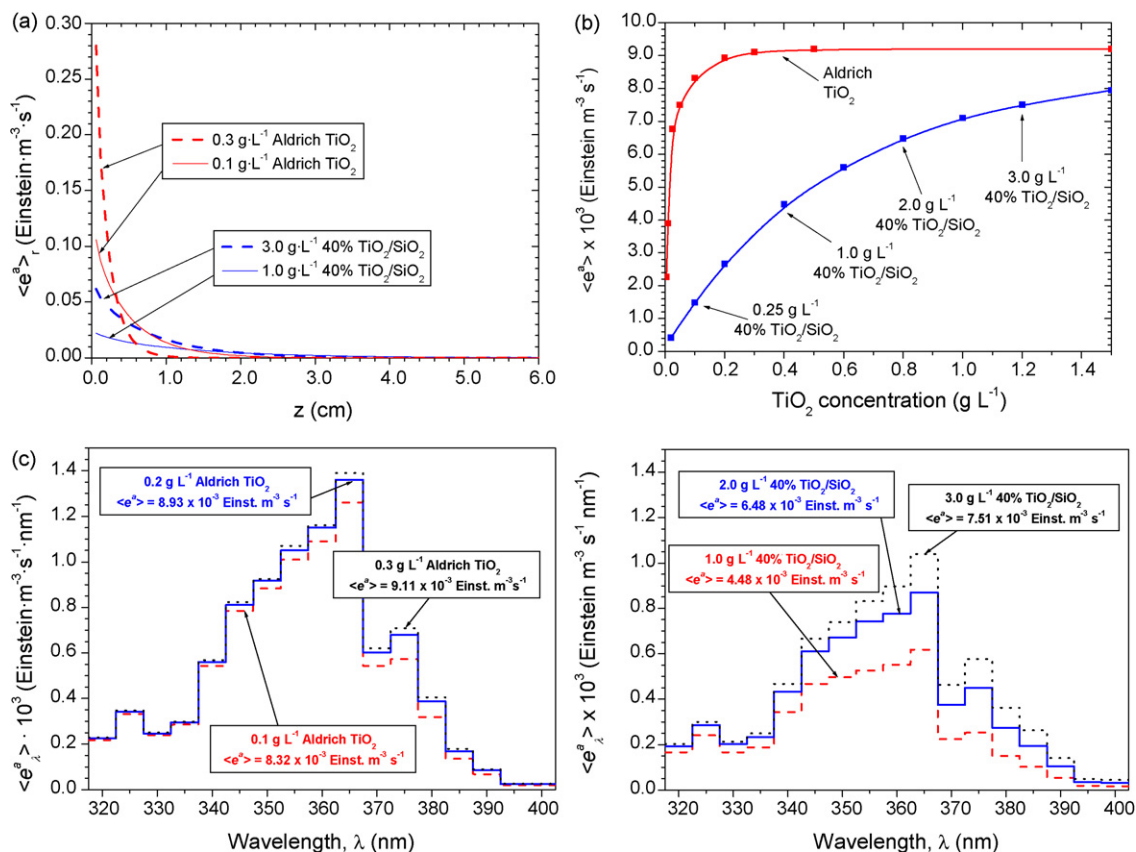 (a)
0.30
0.25
0.20
0.15
0.10
0.05
0.00
<e^a>_r (Einstein·m⁻³·s⁻¹)
0.3 g·L⁻¹ Aldrich TiO₂
0.1 g·L⁻¹ Aldrich TiO₂
3.0 g·L⁻¹ 40% TiO₂/SiO₂
1.0 g·L⁻¹ 40% TiO₂/SiO₂
0.0 1.0 2.0 3.0 4.0 5.0 6.0
z (cm)
(b)
10.0
9.0
8.0
7.0
6.0
5.0
4.0
3.0
2.0
1.0
0.0
<e^a> x 10³ (Einstein m⁻³ s⁻¹)
Aldrich
TiO₂
3.0 g L⁻¹
40% TiO₂/SiO₂
2.0 g L⁻¹
40% TiO₂/SiO₂
1.0 g L⁻¹
40% TiO₂/SiO₂
0.25 g L⁻¹
40% TiO₂/SiO₂
0.0 0.2 0.4 0.6 0.8 1.0 1.2 1.4
TiO₂ concentration (g L⁻¹)
(c)
1.4
1.2
1.0
0.8
0.6
0.4
0.2
0.0
<e^a_λ> · 10³ (Einstein·m⁻³·s⁻¹·nm⁻¹)
0.2 g L⁻¹ Aldrich TiO₂
<e^a> = 8.93 x 10⁻³ Einst. m⁻³ s⁻¹
0.3 g L⁻¹ Aldrich TiO₂
<e^a> = 9.11 x 10⁻³ Einst. m⁻³s⁻¹
0.1 g L⁻¹ Aldrich TiO₂
<e^a> = 8.32 x 10⁻³ Einst. m⁻³ s⁻¹
320 330 340 350 360 370 380 390 400
Wavelength, λ (nm)
1.4
1.2
1.0
0.8
0.6
0.4
0.2
0.0
<e^a_λ> x 10³ (Einstein m⁻³ s⁻¹ nm⁻¹)
2.0 g L⁻¹ 40% TiO₂/SiO₂
<e^a> = 6.48 x 10⁻³ Einst. m⁻³ s⁻¹
3.0 g L⁻¹ 40% TiO₂/SiO₂
<e^a> = 7.51 x 10⁻³ Einst. m⁻³ s⁻¹
1.0 g L⁻¹ 40% TiO₂/SiO₂
<e^a> = 4.48 x 10⁻³ Einst. m⁻³ s⁻¹
320 330 340 350 360 370 380 390 400
Wavelength, λ (nm)